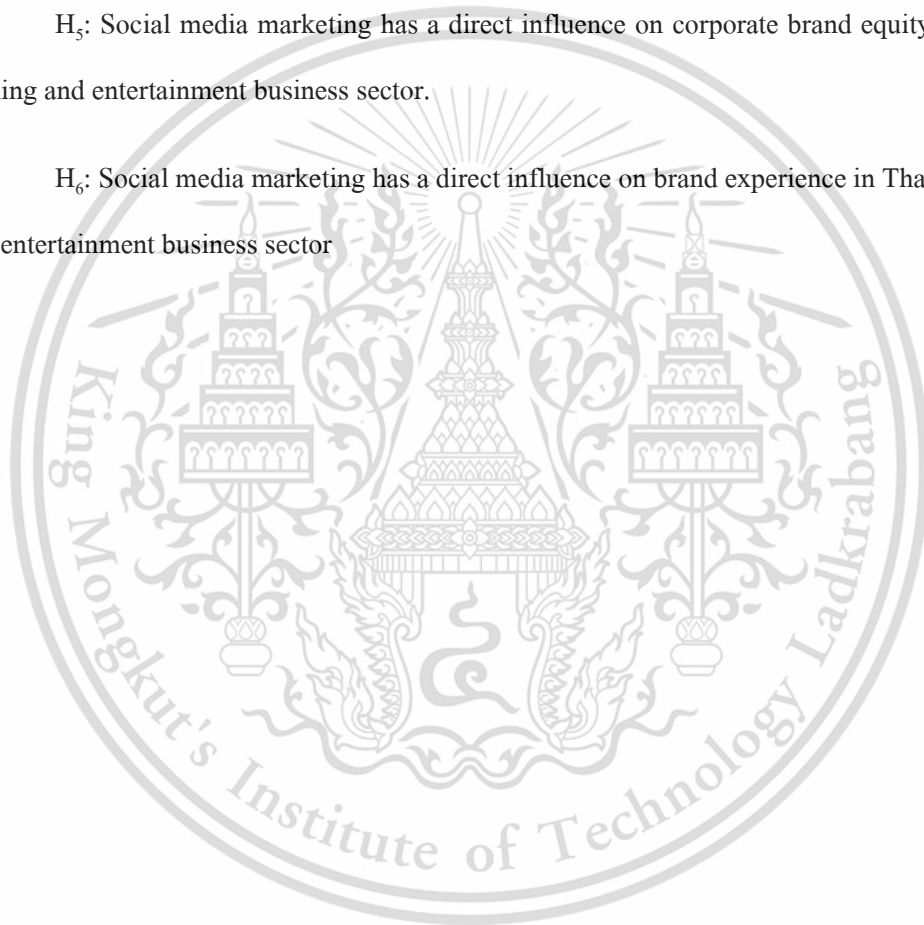 H₅: Social media marketing has a direct influence on corporate brand equity
ing and entertainment business sector.
H₆: Social media marketing has a direct influence on brand experience in Tha
entertainment business sector
King Mongkut's Institute of Technology Ladkrabang